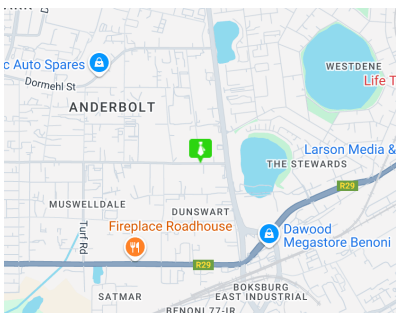 WESTDENE
c Auto Spares
Life T
Dormehl St
ANDERBOLT
Larson Media &
THE STEWARDS
R29
MUSWELLDALE
DUNSWART
Fireplace Roadhouse
Turf Rd
Dawood
Megastore Benoni
R29
SATMAR
BOKSBURG
EAST INDUSTRIAL
BENONI 77-IR